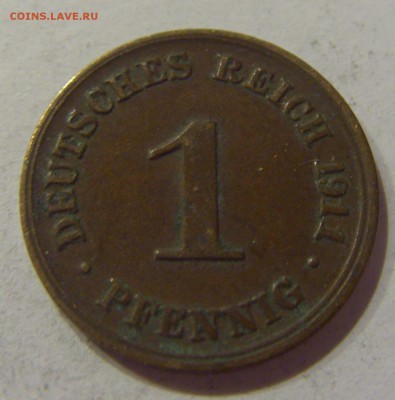 COINS.LAVE.RU
DEUTSCHES REICH 1911
1
· PFENNIG ·